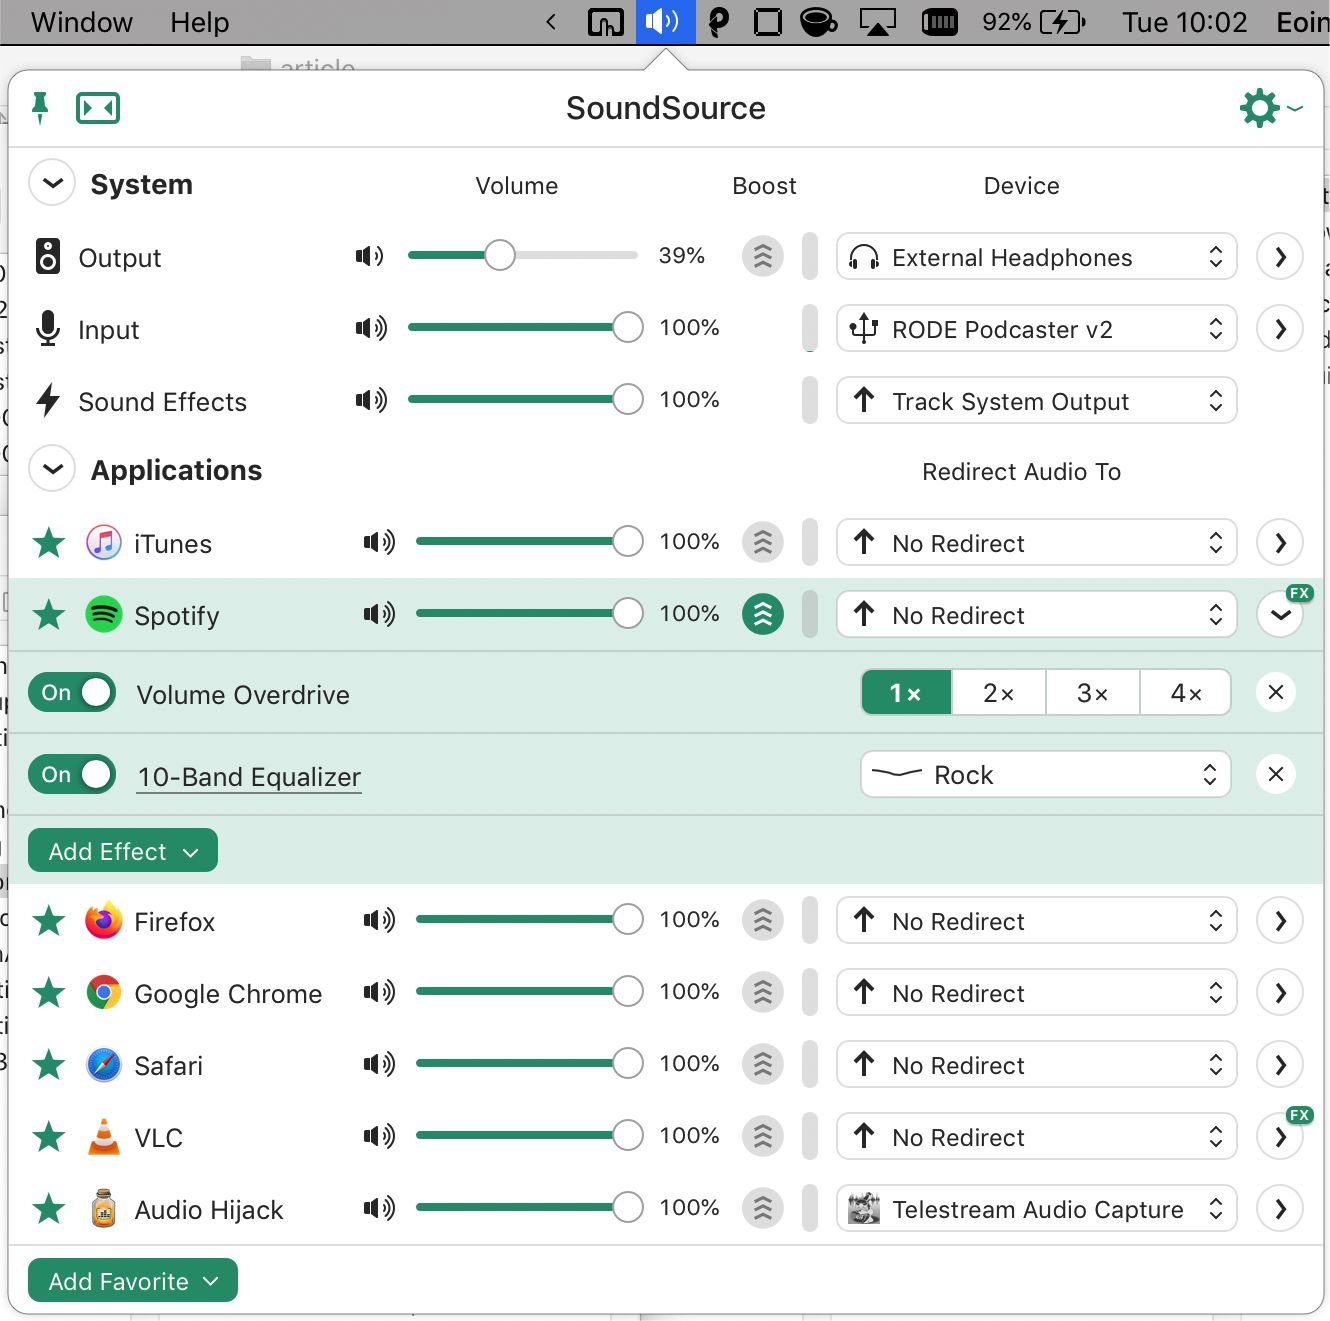 Window Help 92% Tue 10:02 Eoin
article
SoundSource
System Volume Boost Device
Output 39% External Headphones
Input 100% RODE Podcaster v2
Sound Effects 100% Track System Output
Applications Redirect Audio To
iTunes 100% No Redirect
FX
Spotify 100% No Redirect
On Volume Overdrive 1× 2× 3× 4×
On 10-Band Equalizer Rock
Add Effect
Firefox 100% No Redirect
Google Chrome 100% No Redirect
Safari 100% No Redirect
FX
VLC 100% No Redirect
Audio Hijack 100% Telestream Audio Capture
Add Favorite